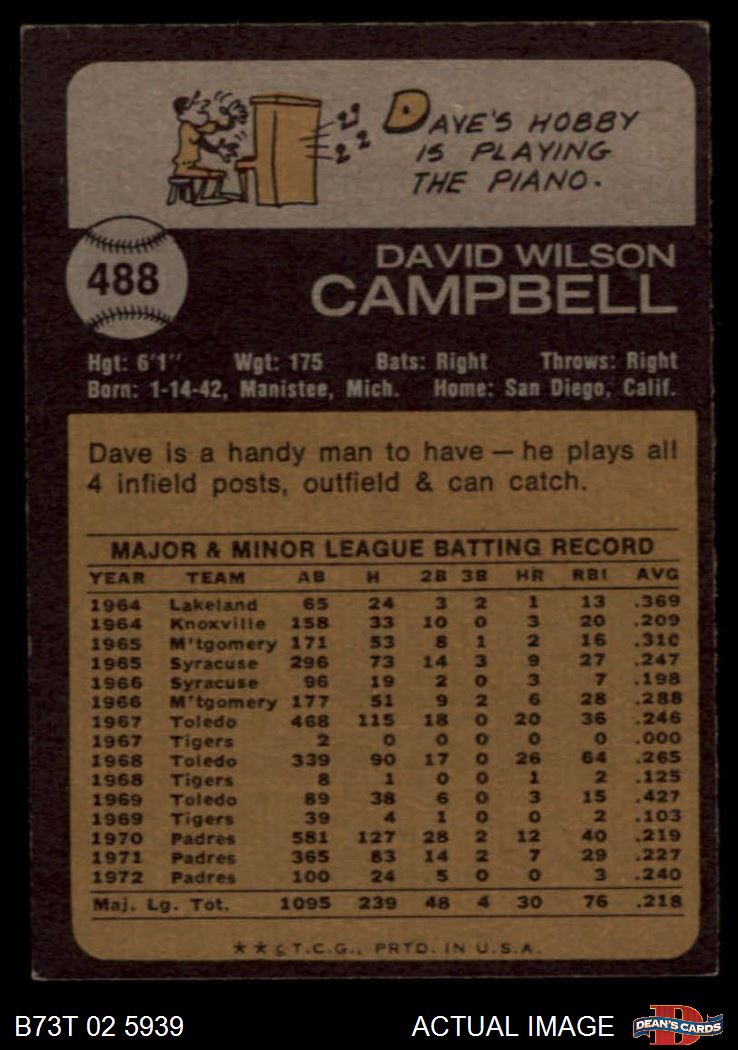 DAVE'S HOBBY
IS PLAYING
THE PIANO.
488
DAVID WILSON
CAMPBELL
Hgt: 6'1" Wgt: 175 Bats: Right Throws: Right
Born: 1-14-42, Manistee, Mich. Home: San Diego, Calif.
Dave is a handy man to have — he plays all
4 infield posts, outfield & can catch.
MAJOR & MINOR LEAGUE BATTING RECORD
YEAR TEAM AB H 2B 3B HR RBI AVG
1964 Lakeland 65 24 3 2 1 13 .369
1964 Knoxville 158 33 10 0 3 20 .209
1965 M'tgomery 171 53 8 1 2 16 .310
1965 Syracuse 296 73 14 3 9 27 .247
1966 Syracuse 96 19 2 0 3 7 .198
1966 M'tgomery 177 51 9 2 6 28 .288
1967 Toledo 468 115 18 0 20 36 .246
1967 Tigers 2 0 0 0 0 0 .000
1968 Toledo 339 90 17 0 26 64 .265
1968 Tigers 8 1 0 0 1 2 .125
1969 Toledo 89 38 6 0 3 15 .427
1969 Tigers 39 4 1 0 0 2 .103
1970 Padres 581 127 28 2 12 40 .219
1971 Padres 365 83 14 2 7 29 .227
1972 Padres 100 24 5 0 0 3 .240
Maj. Lg. Tot. 1095 239 48 4 30 76 .218
★★© T.C.G., PRTD. IN U.S.A.
B73T 02 5939 ACTUAL IMAGE DEAN'S CARDS